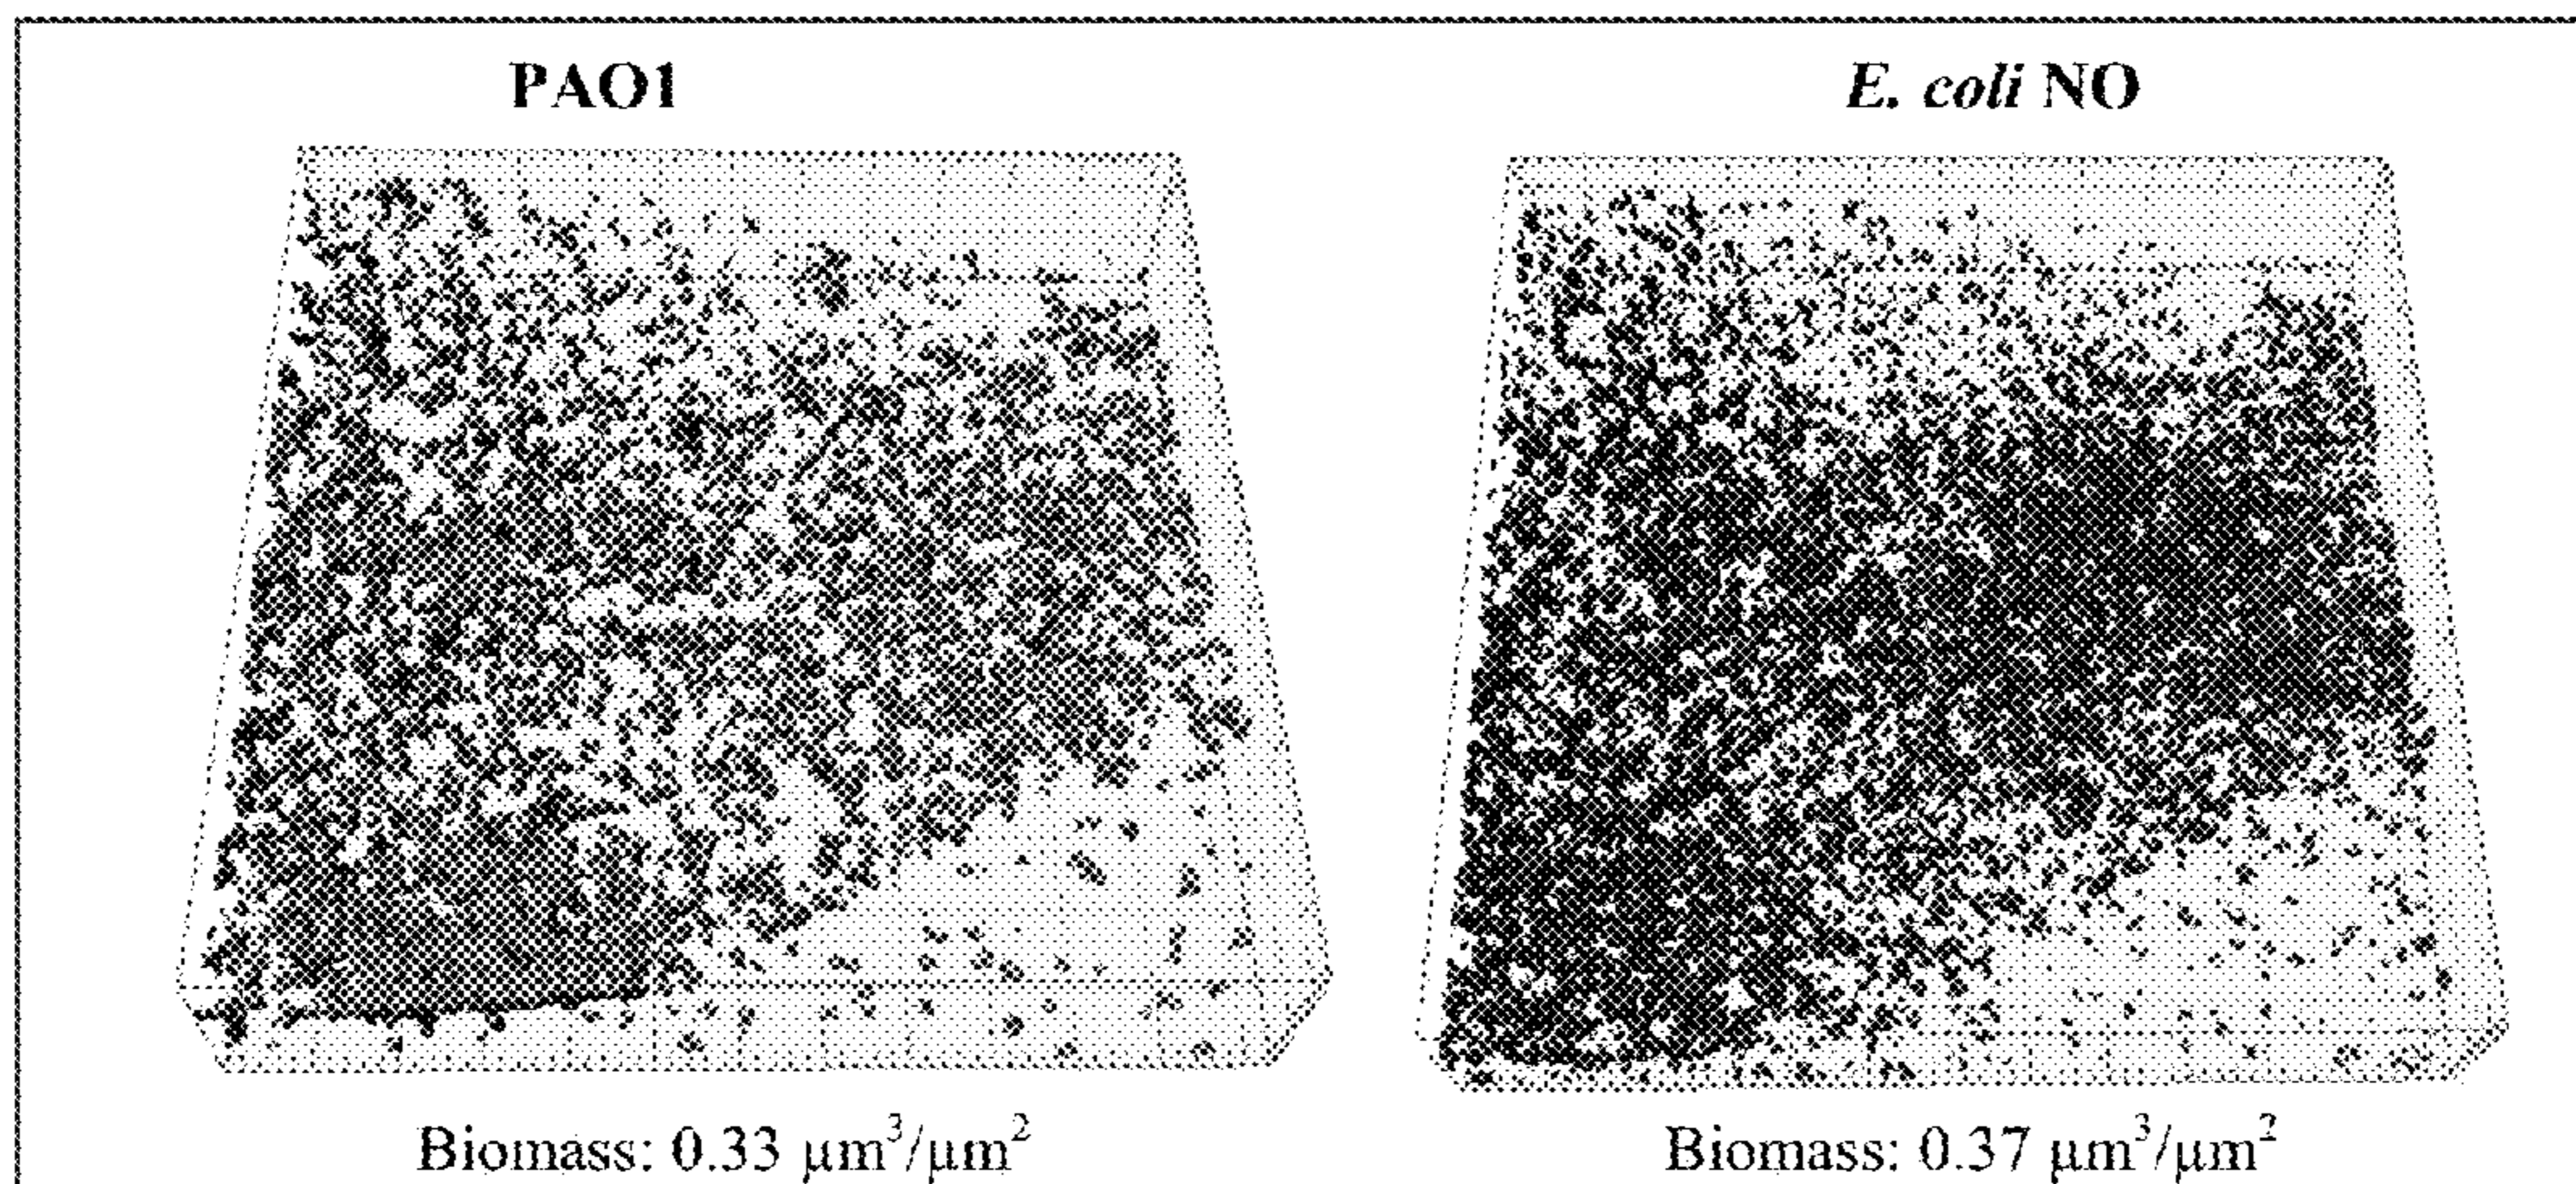 PAO1
E. coli NO
Biomass: 0.33 μm³/μm²
Biomass: 0.37 μm³/μm²